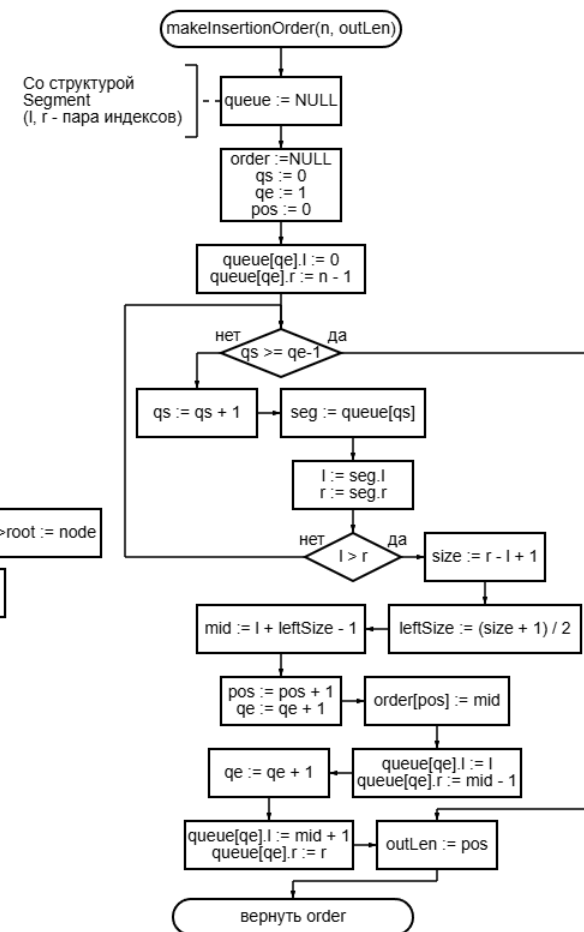 makeInsertionOrder(n, outLen)
Со структурой
Segment
(l, r - пара индексов)
queue := NULL
order :=NULL
qs := 0
qe := 1
pos := 0
queue[qe].l := 0
queue[qe].r := n - 1
нет
да
qs >= qe-1
qs := qs + 1
seg := queue[qs]
l := seg.l
r := seg.r
>root := node
нет
да
l > r
size := r - l + 1
mid := l + leftSize - 1
leftSize := (size + 1) / 2
pos := pos + 1
qe := qe + 1
order[pos] := mid
qe := qe + 1
queue[qe].l := l
queue[qe].r := mid - 1
queue[qe].l := mid + 1
queue[qe].r := r
outLen := pos
вернуть order